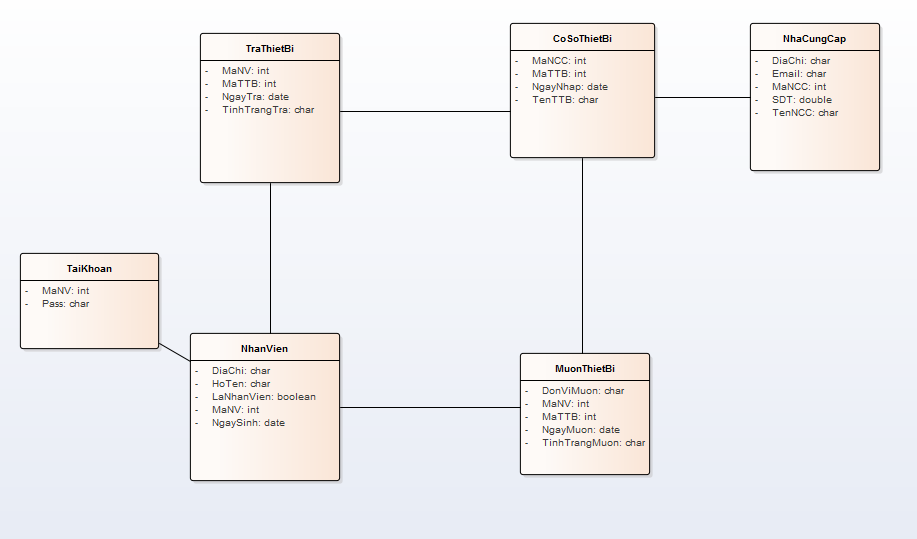 TraThietBi
- MaNV: int
- MaTTB: int
- NgayTra: date
- TinhTrangTra: char
CoSoThietBi
- MaNCC: int
- MaTTB: int
- NgayNhap: date
- TenTTB: char
NhaCungCap
- DiaChi: char
- Email: char
- MaNCC: int
- SDT: double
- TenNCC: char
TaiKhoan
- MaNV: int
- Pass: char
NhanVien
- DiaChi: char
- HoTen: char
- LaNhanVien: boolean
- MaNV: int
- NgaySinh: date
MuonThietBi
- DonViMuon: char
- MaNV: int
- MaTTB: int
- NgayMuon: date
- TinhTrangMuon: char